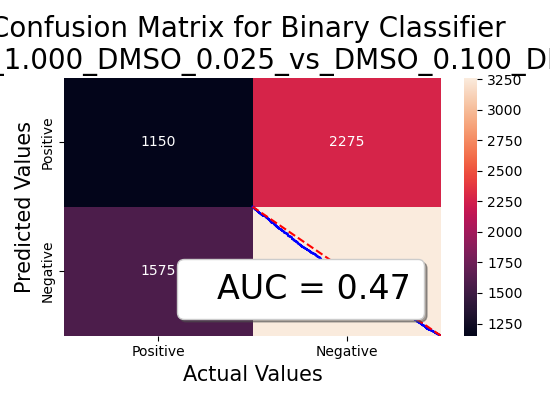 Confusion Matrix for Binary Classifier
_1.000_DMSO_0.025_vs_DMSO_0.100_D
Predicted Values
Positive
Negative
1150 2275
1575
AUC = 0.47
Positive Negative
Actual Values
3250
3000
2750
2500
2250
2000
1750
1500
1250